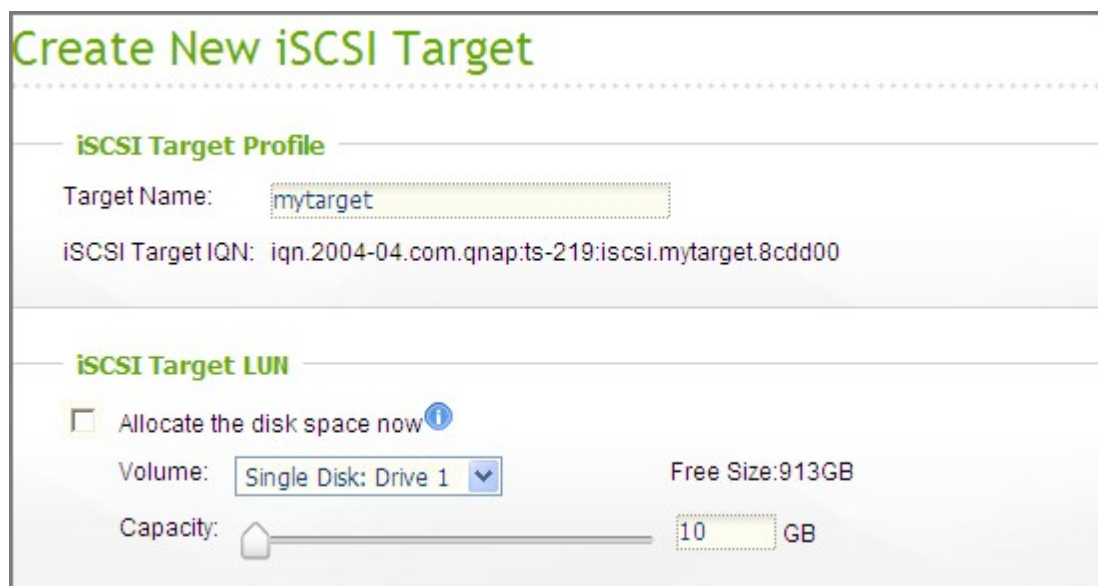 Create New iSCSI Target
iSCSI Target Profile
Target Name: mytarget
iSCSI Target IQN: iqn.2004-04.com.qnap:ts-219:iscsi.mytarget.8cdd00
iSCSI Target LUN
Allocate the disk space now
Volume: Single Disk: Drive 1 Free Size:913GB
Capacity: 10 GB